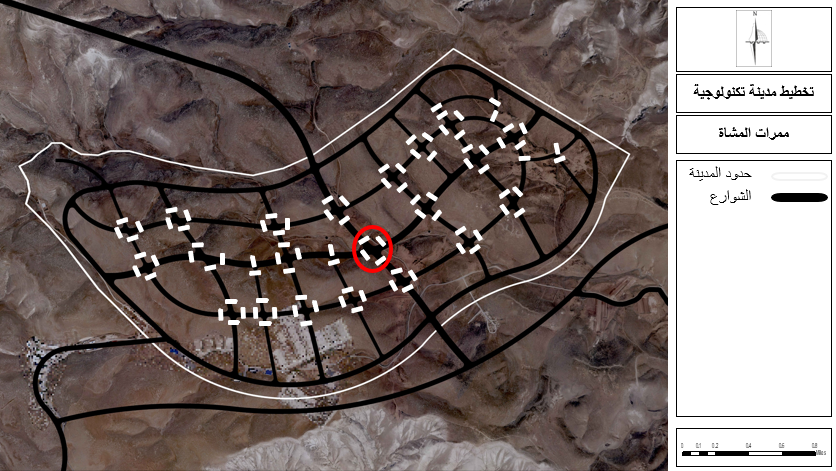 N
تخطيط مدينة تكنولوجية
ممرات المشاة
حدود المدينة
الشوارع
0 0.1 0.2 0.4 0.6 0.8
Miles